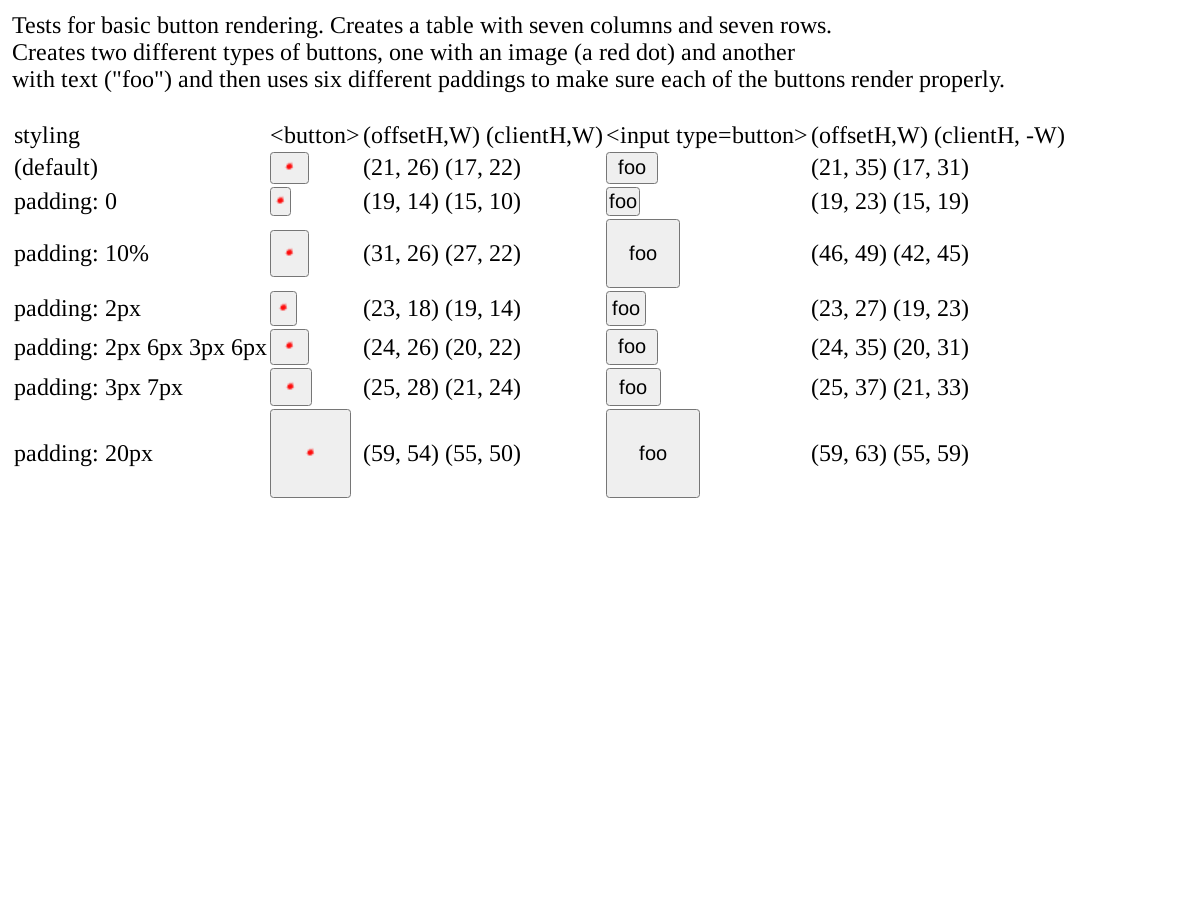 Tests for basic button rendering. Creates a table with seven columns and seven rows.
Creates two different types of buttons, one with an image (a red dot) and another
with text ("foo") and then uses six different paddings to make sure each of the buttons render properly.
styling <button> (offsetH,W) (clientH,W) <input type=button> (offsetH,W) (clientH, -W)
(default) (21, 26) (17, 22) foo (21, 35) (17, 31)
padding: 0 (19, 14) (15, 10) foo (19, 23) (15, 19)
padding: 10% (31, 26) (27, 22) foo (46, 49) (42, 45)
padding: 2px (23, 18) (19, 14) foo (23, 27) (19, 23)
padding: 2px 6px 3px 6px (24, 26) (20, 22) foo (24, 35) (20, 31)
padding: 3px 7px (25, 28) (21, 24) foo (25, 37) (21, 33)
padding: 20px (59, 54) (55, 50) foo (59, 63) (55, 59)